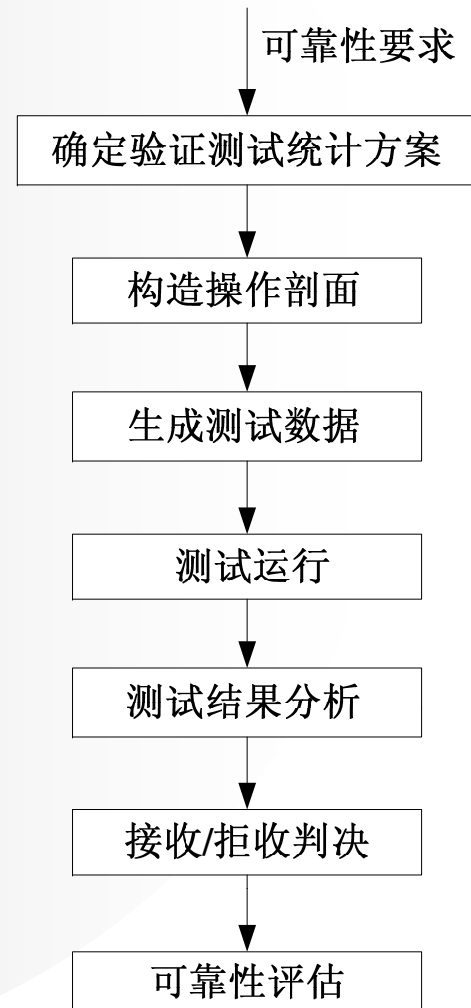 可靠性要求
确定验证测试统计方案
构造操作剖面
生成测试数据
测试运行
测试结果分析
接收/拒收判决
可靠性评估